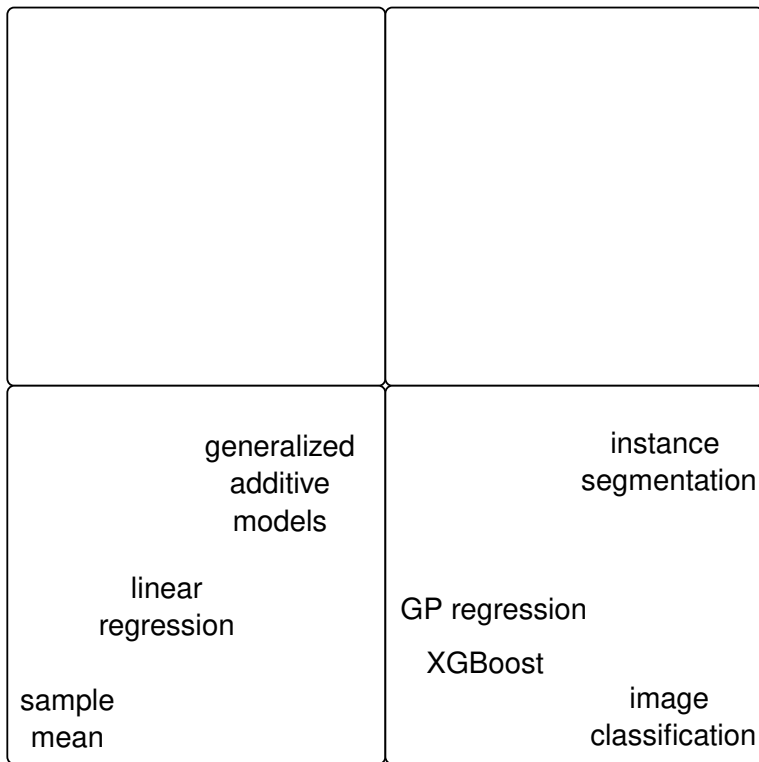 generalized
additive
models
instance
segmentation
linear
regression
GP regression
XGBoost
sample
mean
image
classification